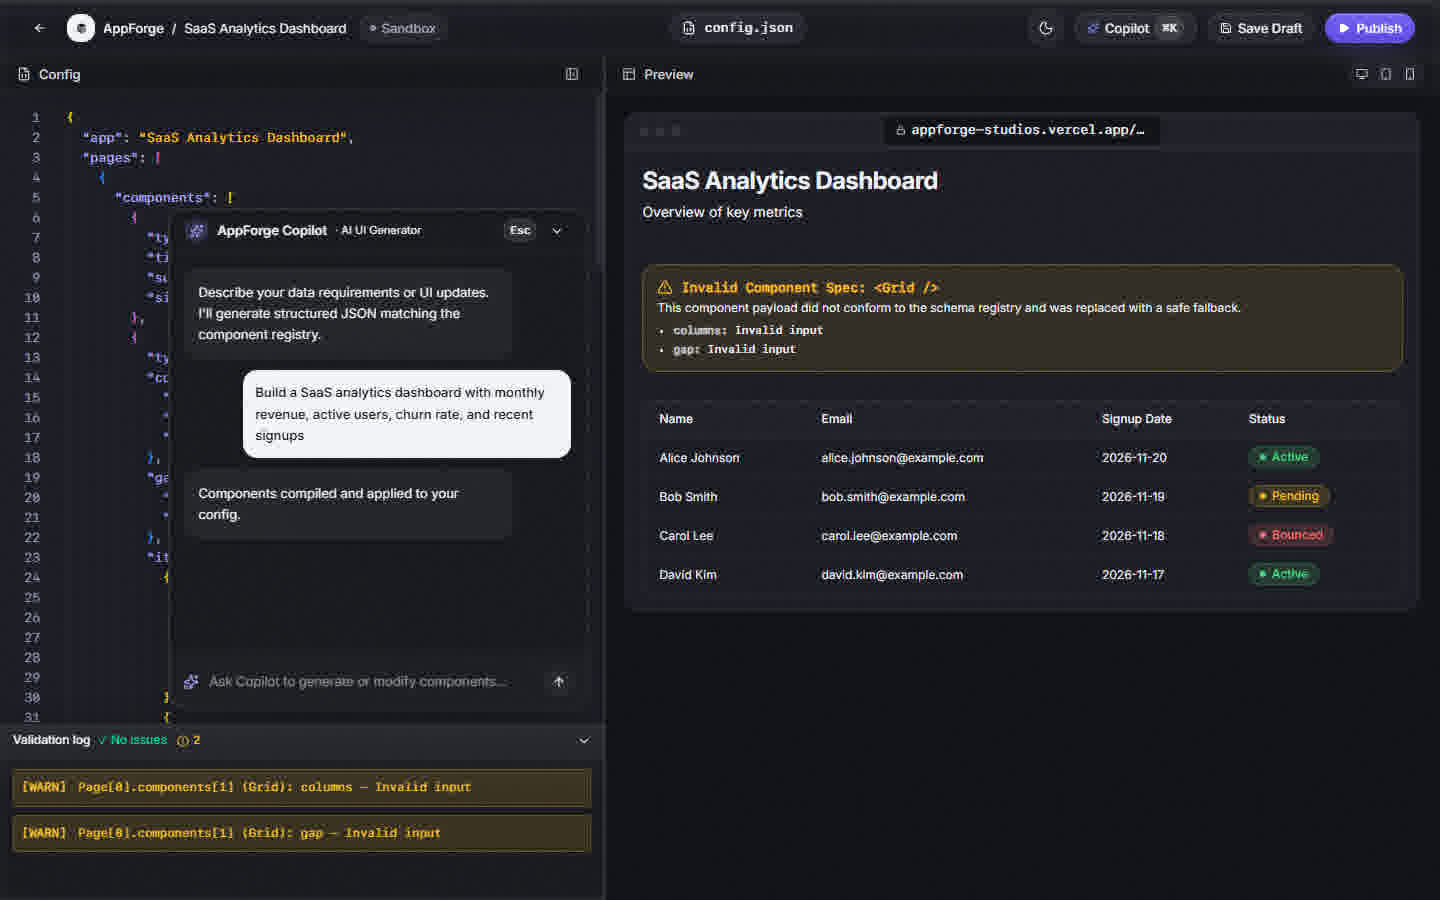 AppForge / SaaS Analytics Dashboard Sandbox config.json Copilot ⌘K Save Draft Publish
Config
1 {
2 "app": "SaaS Analytics Dashboard",
3 "pages": [
4 {
5 "components": [
6 {
7 "ty
8 "ti
9 "su
10 "si
11 },
12 {
13 "ty
14 "co
15 "
16 "
17 "
18 },
19 "ga
20 "
21 "
22 },
23 "it
24 {
25
26
27
28
29
30 },
31 {
AppForge Copilot · AI UI Generator Esc
Describe your data requirements or UI updates.
I'll generate structured JSON matching the
component registry.
Build a SaaS analytics dashboard with monthly
revenue, active users, churn rate, and recent
signups
Components compiled and applied to your
config.
Ask Copilot to generate or modify components...
Validation log ✓ No issues 2
[WARN] Page[0].components[1] (Grid): columns — Invalid input
[WARN] Page[0].components[1] (Grid): gap — Invalid input
Preview
appforge-studios.vercel.app/…
SaaS Analytics Dashboard
Overview of key metrics
Invalid Component Spec: <Grid />
This component payload did not conform to the schema registry and was replaced with a safe fallback.
• columns: Invalid input
• gap: Invalid input
Name Email Signup Date Status
Alice Johnson alice.johnson@example.com 2026-11-20 Active
Bob Smith bob.smith@example.com 2026-11-19 Pending
Carol Lee carol.lee@example.com 2026-11-18 Bounced
David Kim david.kim@example.com 2026-11-17 Active